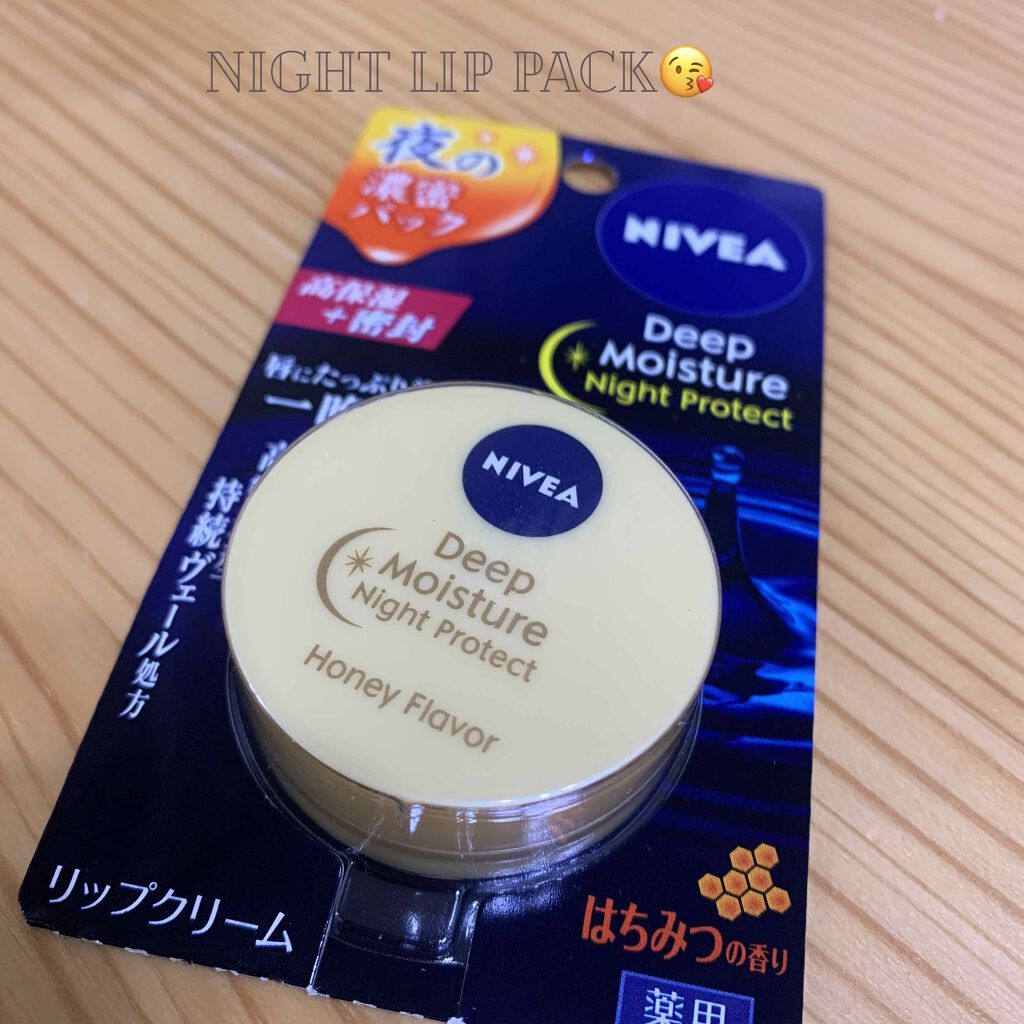 NIGHT LIP PACK😘
夜の
濃密
パック
NIVEA
高保湿
+密封
Deep
Moisture
Night Protect
唇にたっぷり
一晩
持続ヴェール処方
NIVEA
Deep
Moisture
Night Protect
Honey Flavor
リップクリーム
はちみつの香り
薬用